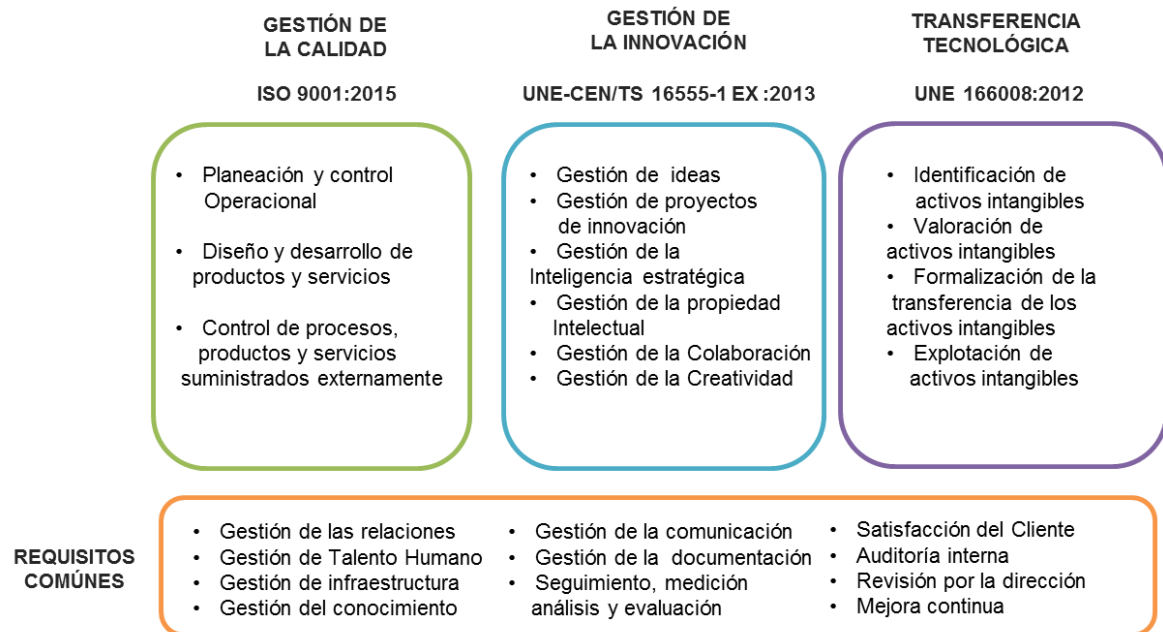 GESTIÓN DE
LA CALIDAD
ISO 9001:2015
GESTIÓN DE
LA INNOVACIÓN
UNE-CEN/TS 16555-1 EX :2013
TRANSFERENCIA
TECNOLÓGICA
UNE 166008:2012
• Planeación y control
Operacional
• Diseño y desarrollo de
productos y servicios
• Control de procesos,
productos y servicios
suministrados externamente
• Gestión de ideas
• Gestión de proyectos
de innovación
• Gestión de la
Inteligencia estratégica
• Gestión de la propiedad
Intelectual
• Gestión de la Colaboración
• Gestión de la Creatividad
• Identificación de
activos intangibles
• Valoración de
activos intangibles
• Formalización de la
transferencia de los
activos intangibles
• Explotación de
activos intangibles
REQUISITOS
COMÚNES
• Gestión de las relaciones
• Gestión de Talento Humano
• Gestión de infraestructura
• Gestión del conocimiento
• Gestión de la comunicación
• Gestión de la documentación
• Seguimiento, medición
análisis y evaluación
• Satisfacción del Cliente
• Auditoría interna
• Revisión por la dirección
• Mejora continua